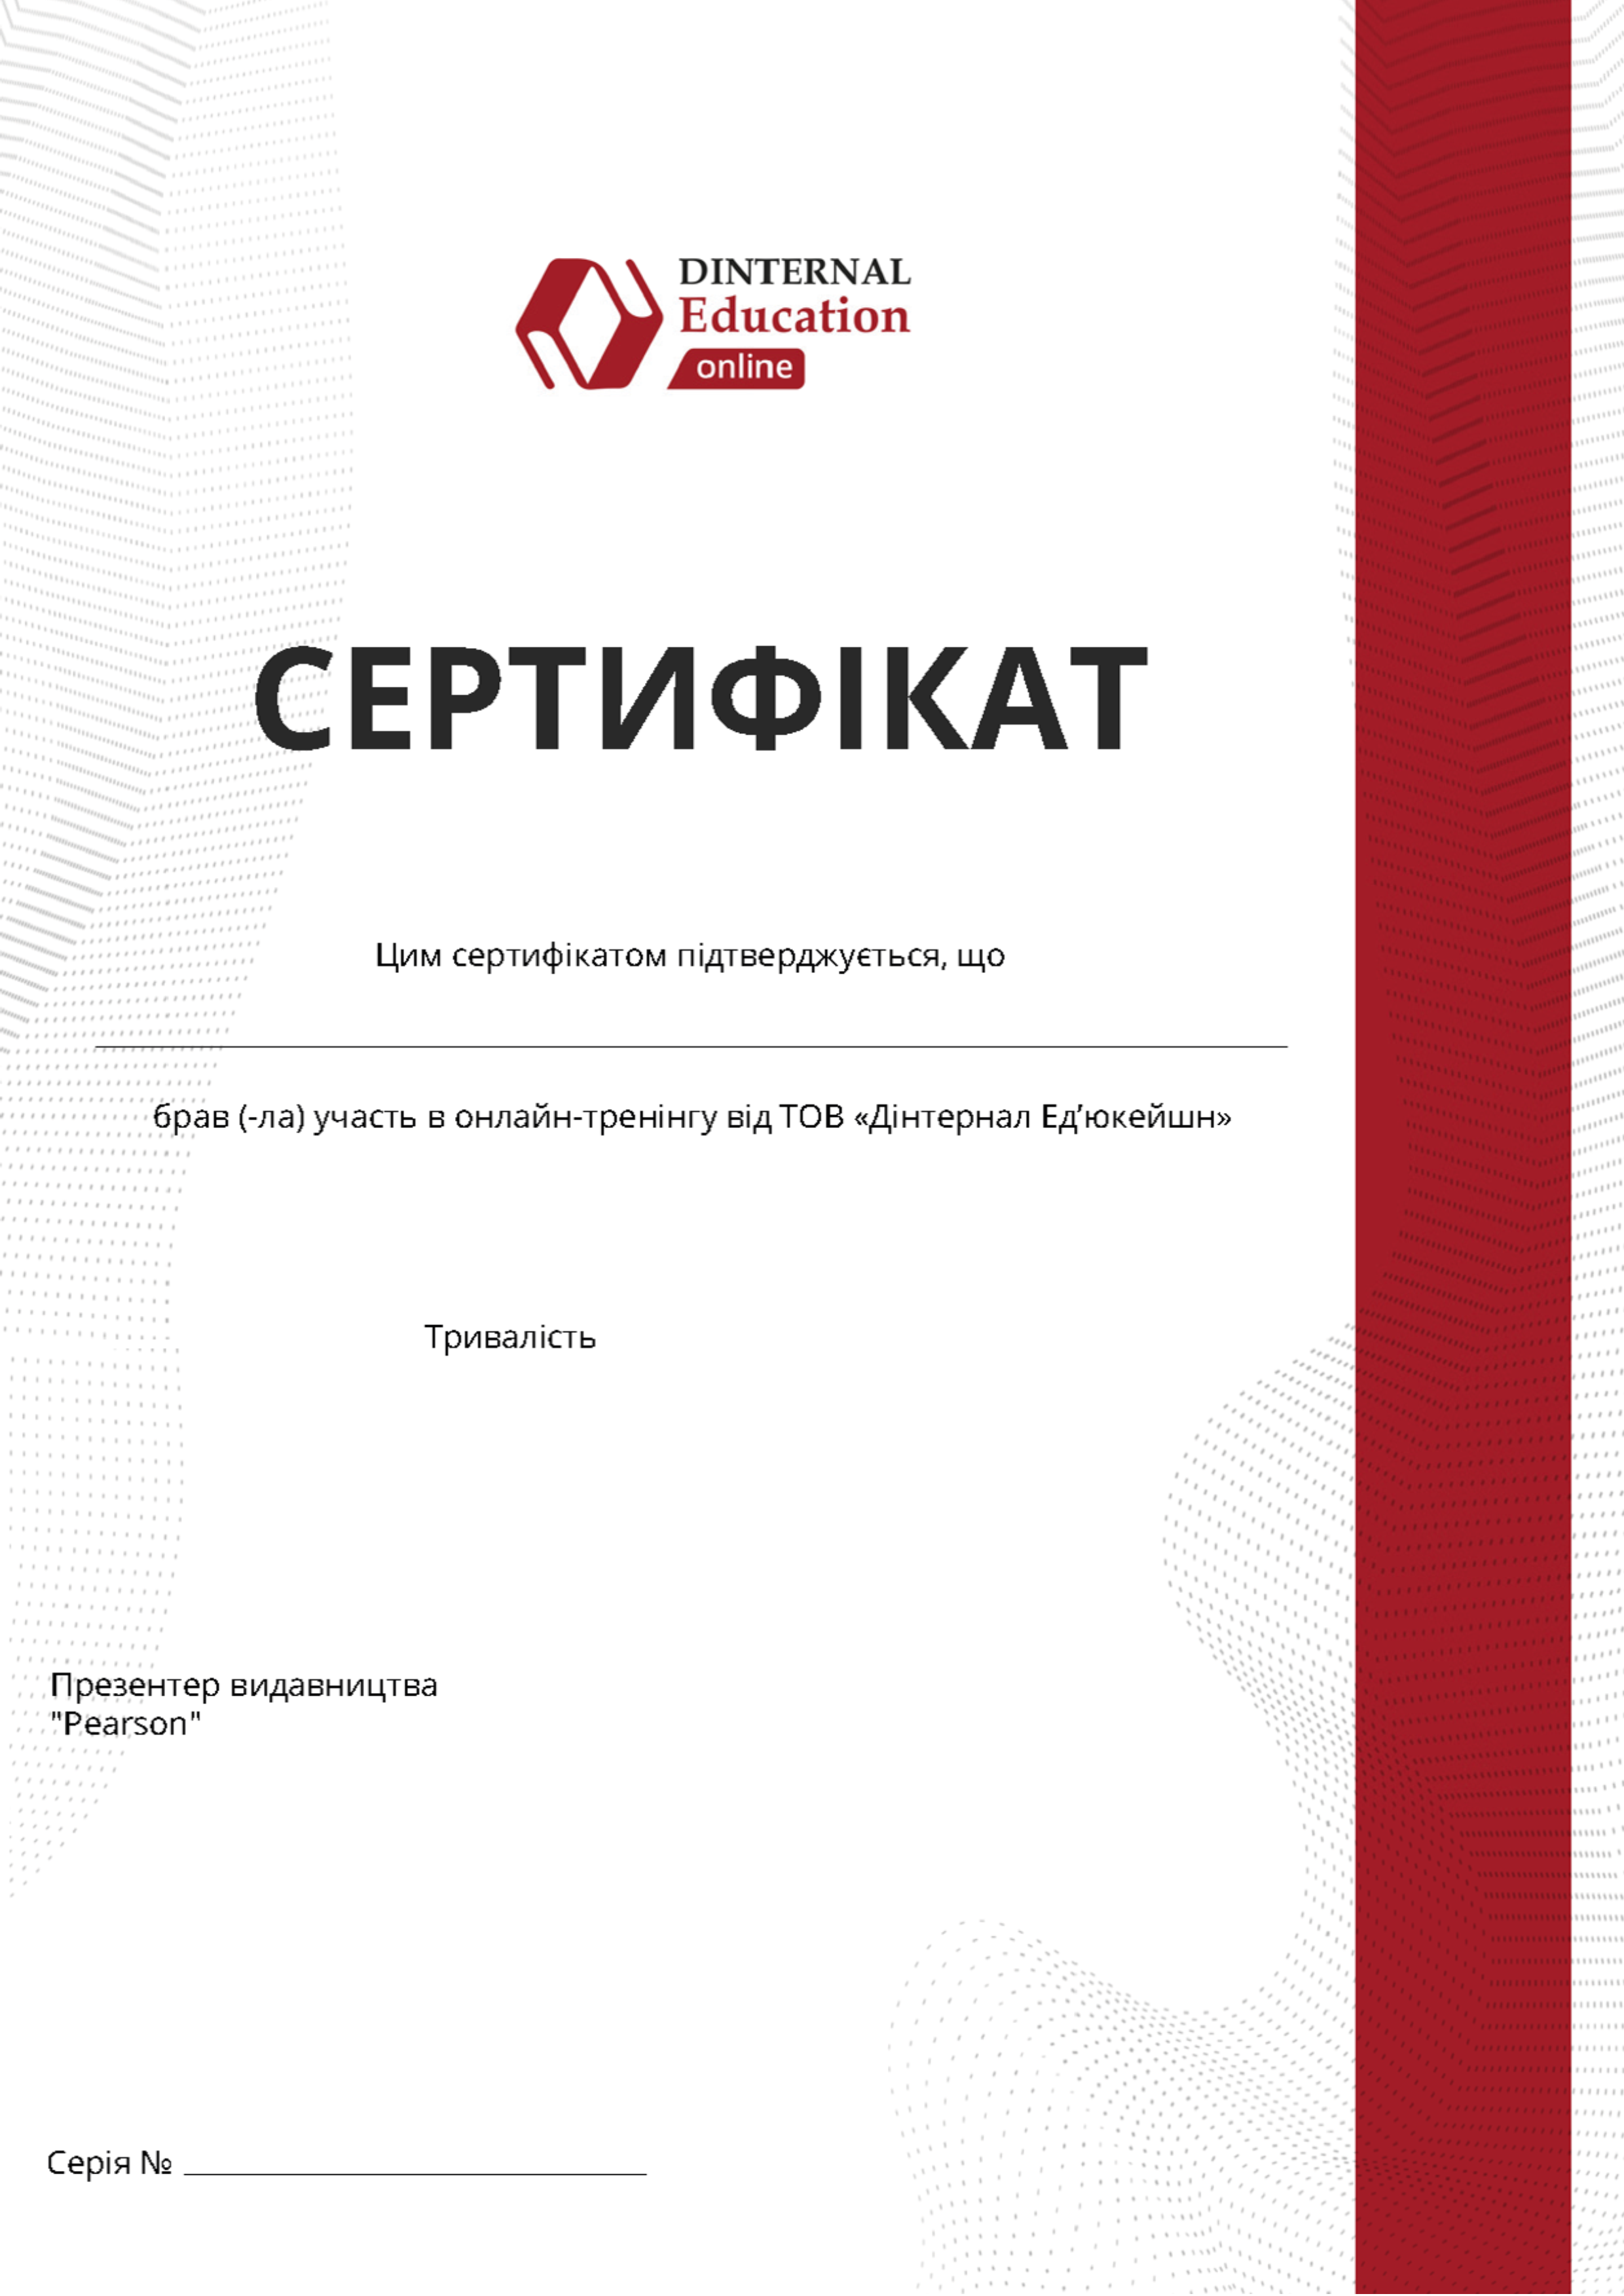 DINTERNAL
Education
online
СЕРТИФІКАТ
Цим сертифікатом підтверджується, що
брав (-ла) участь в онлайн-тренінгу від ТОВ «Дінтернал Ед’юкейшн»
Тривалість
Презентер видавництва
"Pearson"
Серія №